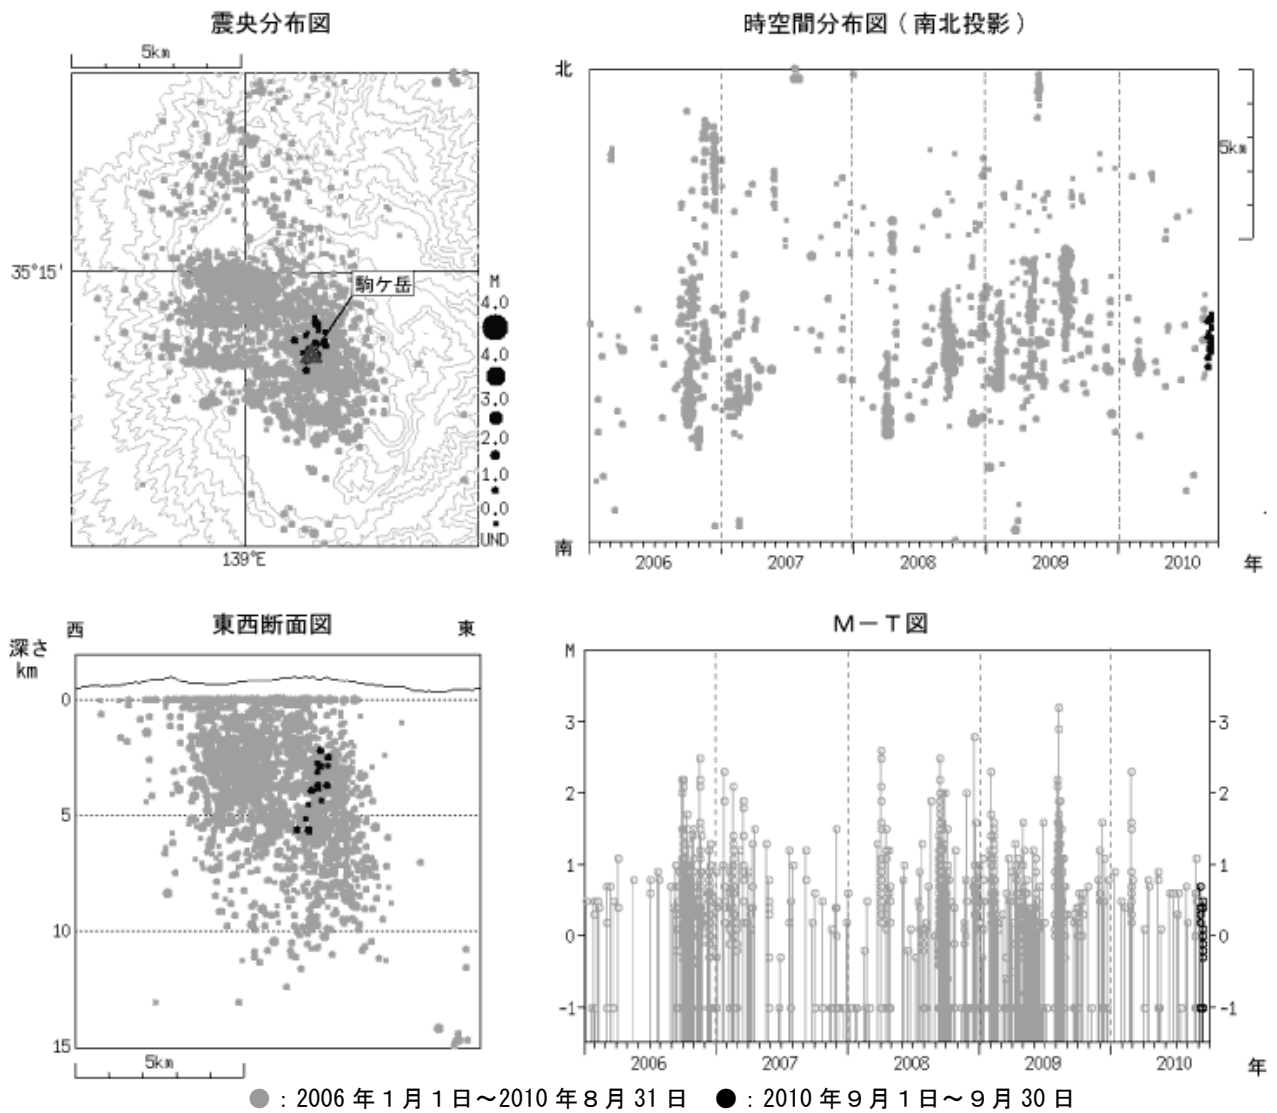 震央分布図
5km
35°15'
駒ケ岳
M
4.0
4.0
3.0
2.0
1.0
0.0
UND
139°E
時空間分布図(南北投影)
北
5km
南
2006 2007 2008 2009 2010 年
東西断面図
西 東
深さ
km
0
5
10
15
5km
M-T図
M
3 3
2 2
1 1
0 0
-1 -1
2006 2007 2008 2009 2010 年
●:2006年1月1日~2010年8月31日 ●:2010年9月1日~9月30日